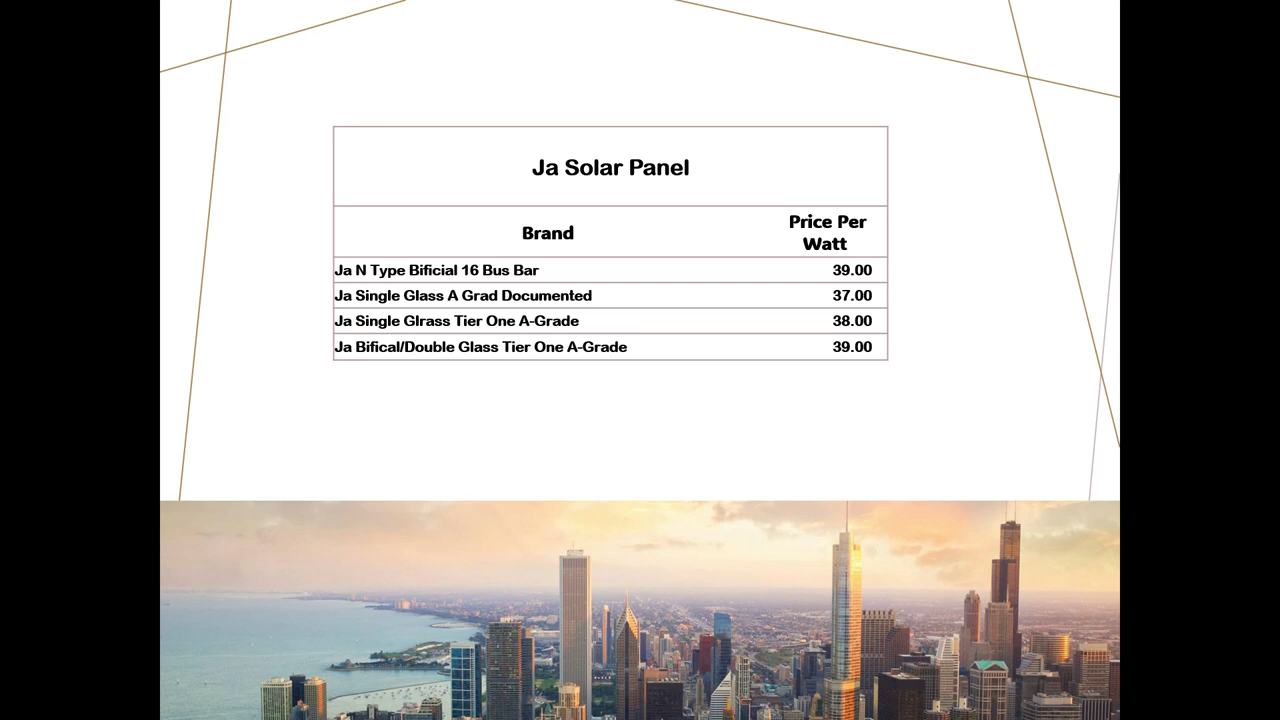 Ja Solar Panel
Brand
Price Per
Watt
Ja N Type Bificial 16 Bus Bar 39.00
Ja Single Glass A Grad Documented 37.00
Ja Single Glrass Tier One A-Grade 38.00
Ja Bifical/Double Glass Tier One A-Grade 39.00